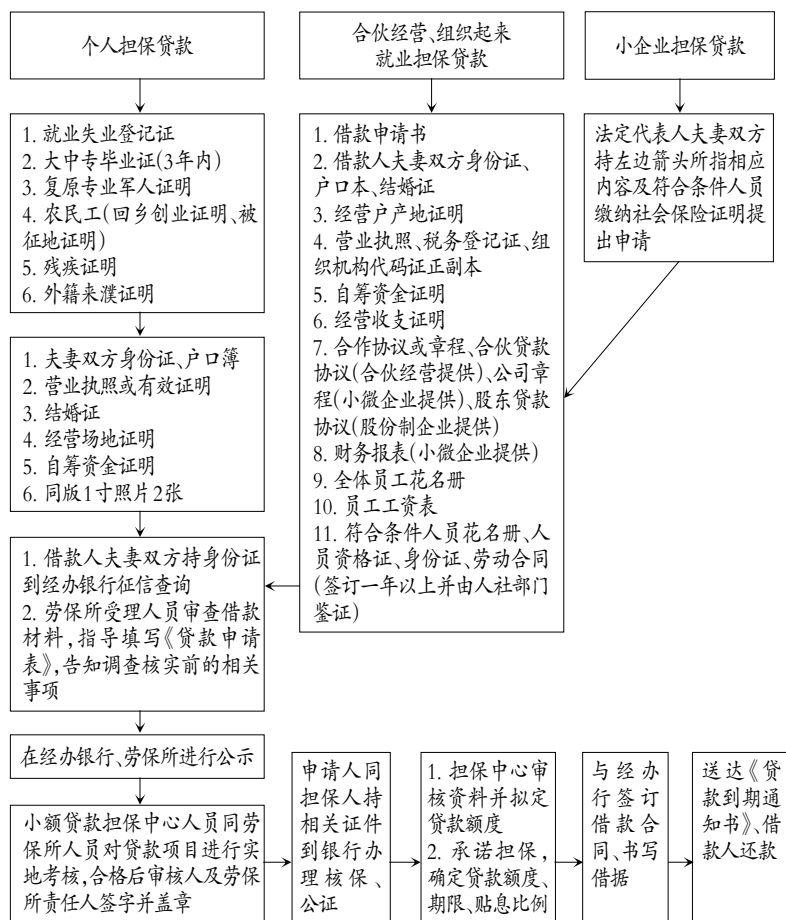 个人担保贷款
合伙经营、组织起来
就业担保贷款
小企业担保贷款
1. 就业失业登记证
2. 大中专毕业证(3年内)
3. 复原专业军人证明
4. 农民工(回乡创业证明、被
征地证明)
5. 残疾证明
6. 外籍来濮证明
1. 借款申请书
2. 借款人夫妻双方身份证、
户口本、结婚证
3. 经营户产地证明
4. 营业执照、税务登记证、组
织机构代码证正副本
5. 自筹资金证明
6. 经营收支证明
7. 合作协议或章程、合伙贷款
协议(合伙经营提供)、公司章
程(小微企业提供)、股东贷款
协议(股份制企业提供)
8. 财务报表(小微企业提供)
9. 全体员工花名册
10. 员工工资表
11. 符合条件人员花名册、人
员资格证、身份证、劳动合同
(签订一年以上并由人社部门
鉴证)
法定代表人夫妻双方
持左边箭头所指相应
内容及符合条件人员
缴纳社会保险证明提
出申请
1. 夫妻双方身份证、户口簿
2. 营业执照或有效证明
3. 结婚证
4. 经营场地证明
5. 自筹资金证明
6. 同版1寸照片2张
1. 借款人夫妻双方持身份证
到经办银行征信查询
2. 劳保所受理人员审查借款
材料,指导填写《贷款申请
表》,告知调查核实前的相关
事项
在经办银行、劳保所进行公示
小额贷款担保中心人员同劳
保所人员对贷款项目进行实
地考核,合格后审核人及劳保
所责任人签字并盖章
申请人同
担保人持
相关证件
到银行办
理核保、
公证
1. 担保中心审
核资料并拟定
贷款额度
2. 承诺担保,
确定贷款额度、
期限、贴息比例
与经办
行签订
借款合
同、书写
借据
送达《贷
款到期通
知书》、借
款人还款